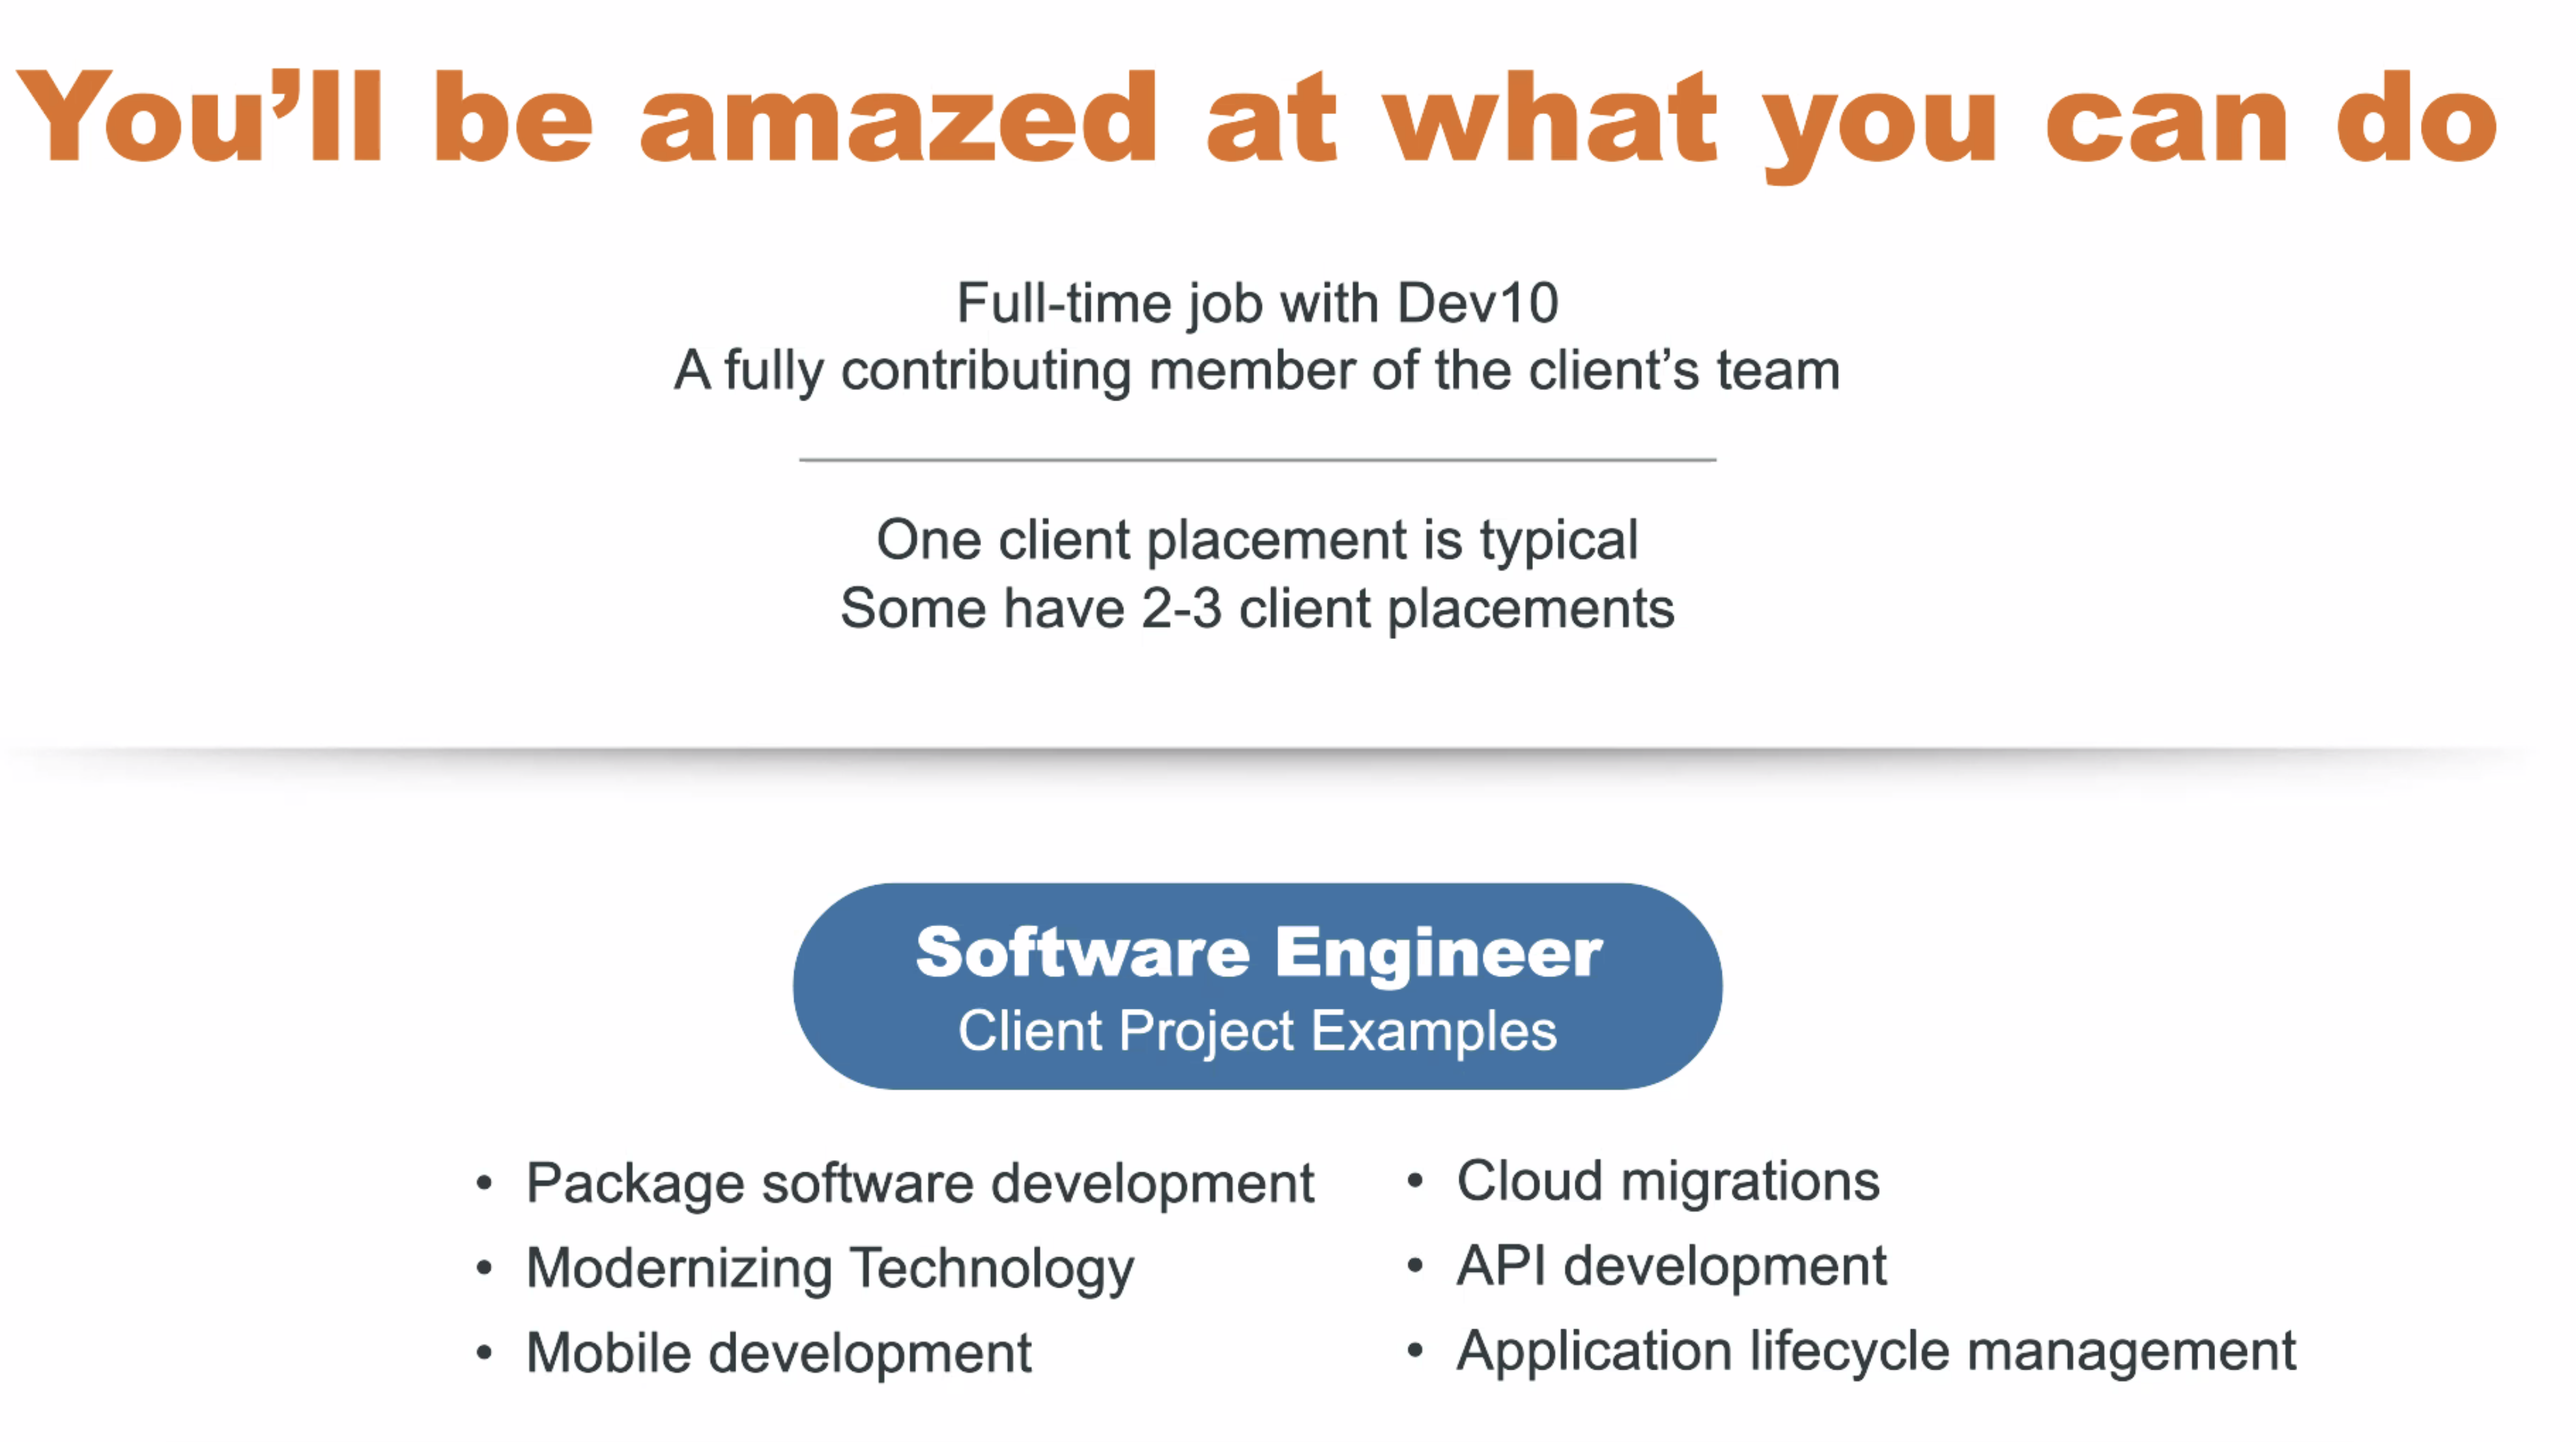 You’ll be amazed at what you can do
Full-time job with Dev10
A fully contributing member of the client’s team
One client placement is typical
Some have 2-3 client placements
Software Engineer
Client Project Examples
• Package software development
• Modernizing Technology
• Mobile development
• Cloud migrations
• API development
• Application lifecycle management